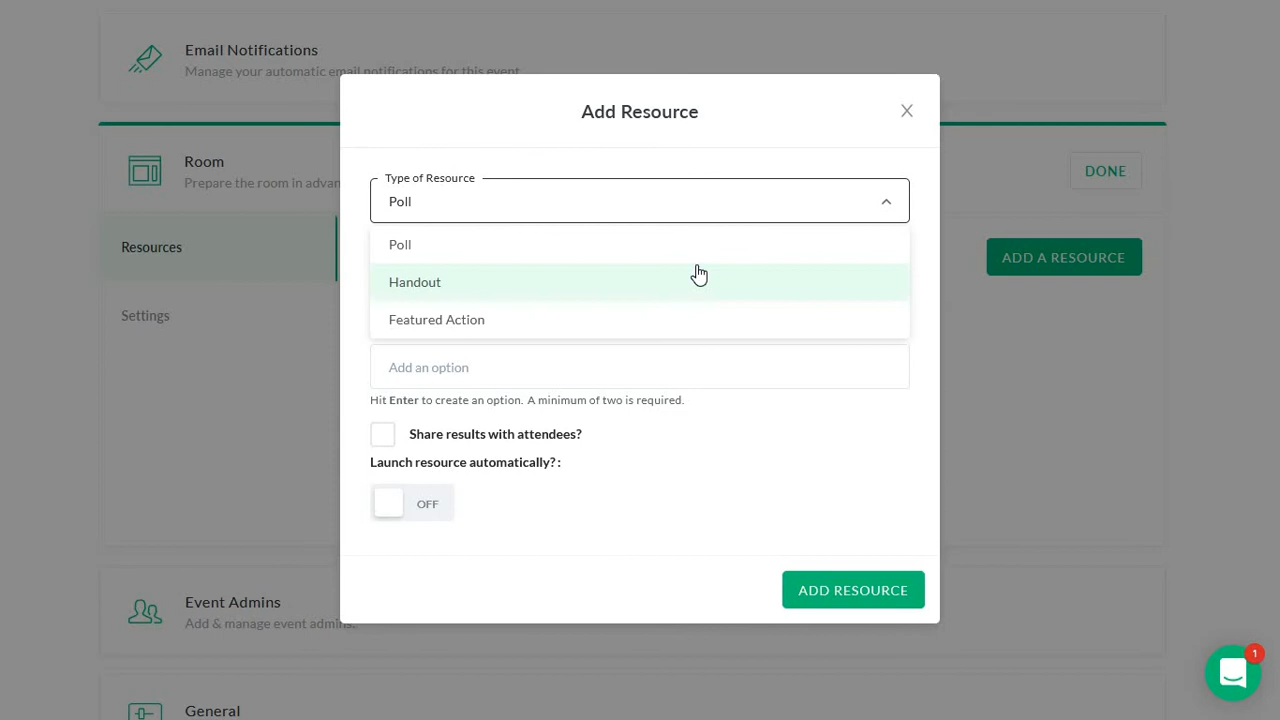 Email Notifications
Manage your automatic email notifications for this event
Add Resource
Room
Prepare the room in advan
DONE
Type of Resource
Poll
Poll
Resources
ADD A RESOURCE
Handout
Settings
Featured Action
Add an option
Hit Enter to create an option. A minimum of two is required.
Share results with attendees?
Launch resource automatically? :
OFF
ADD RESOURCE
Event Admins
Add & manage event admins.
1
General